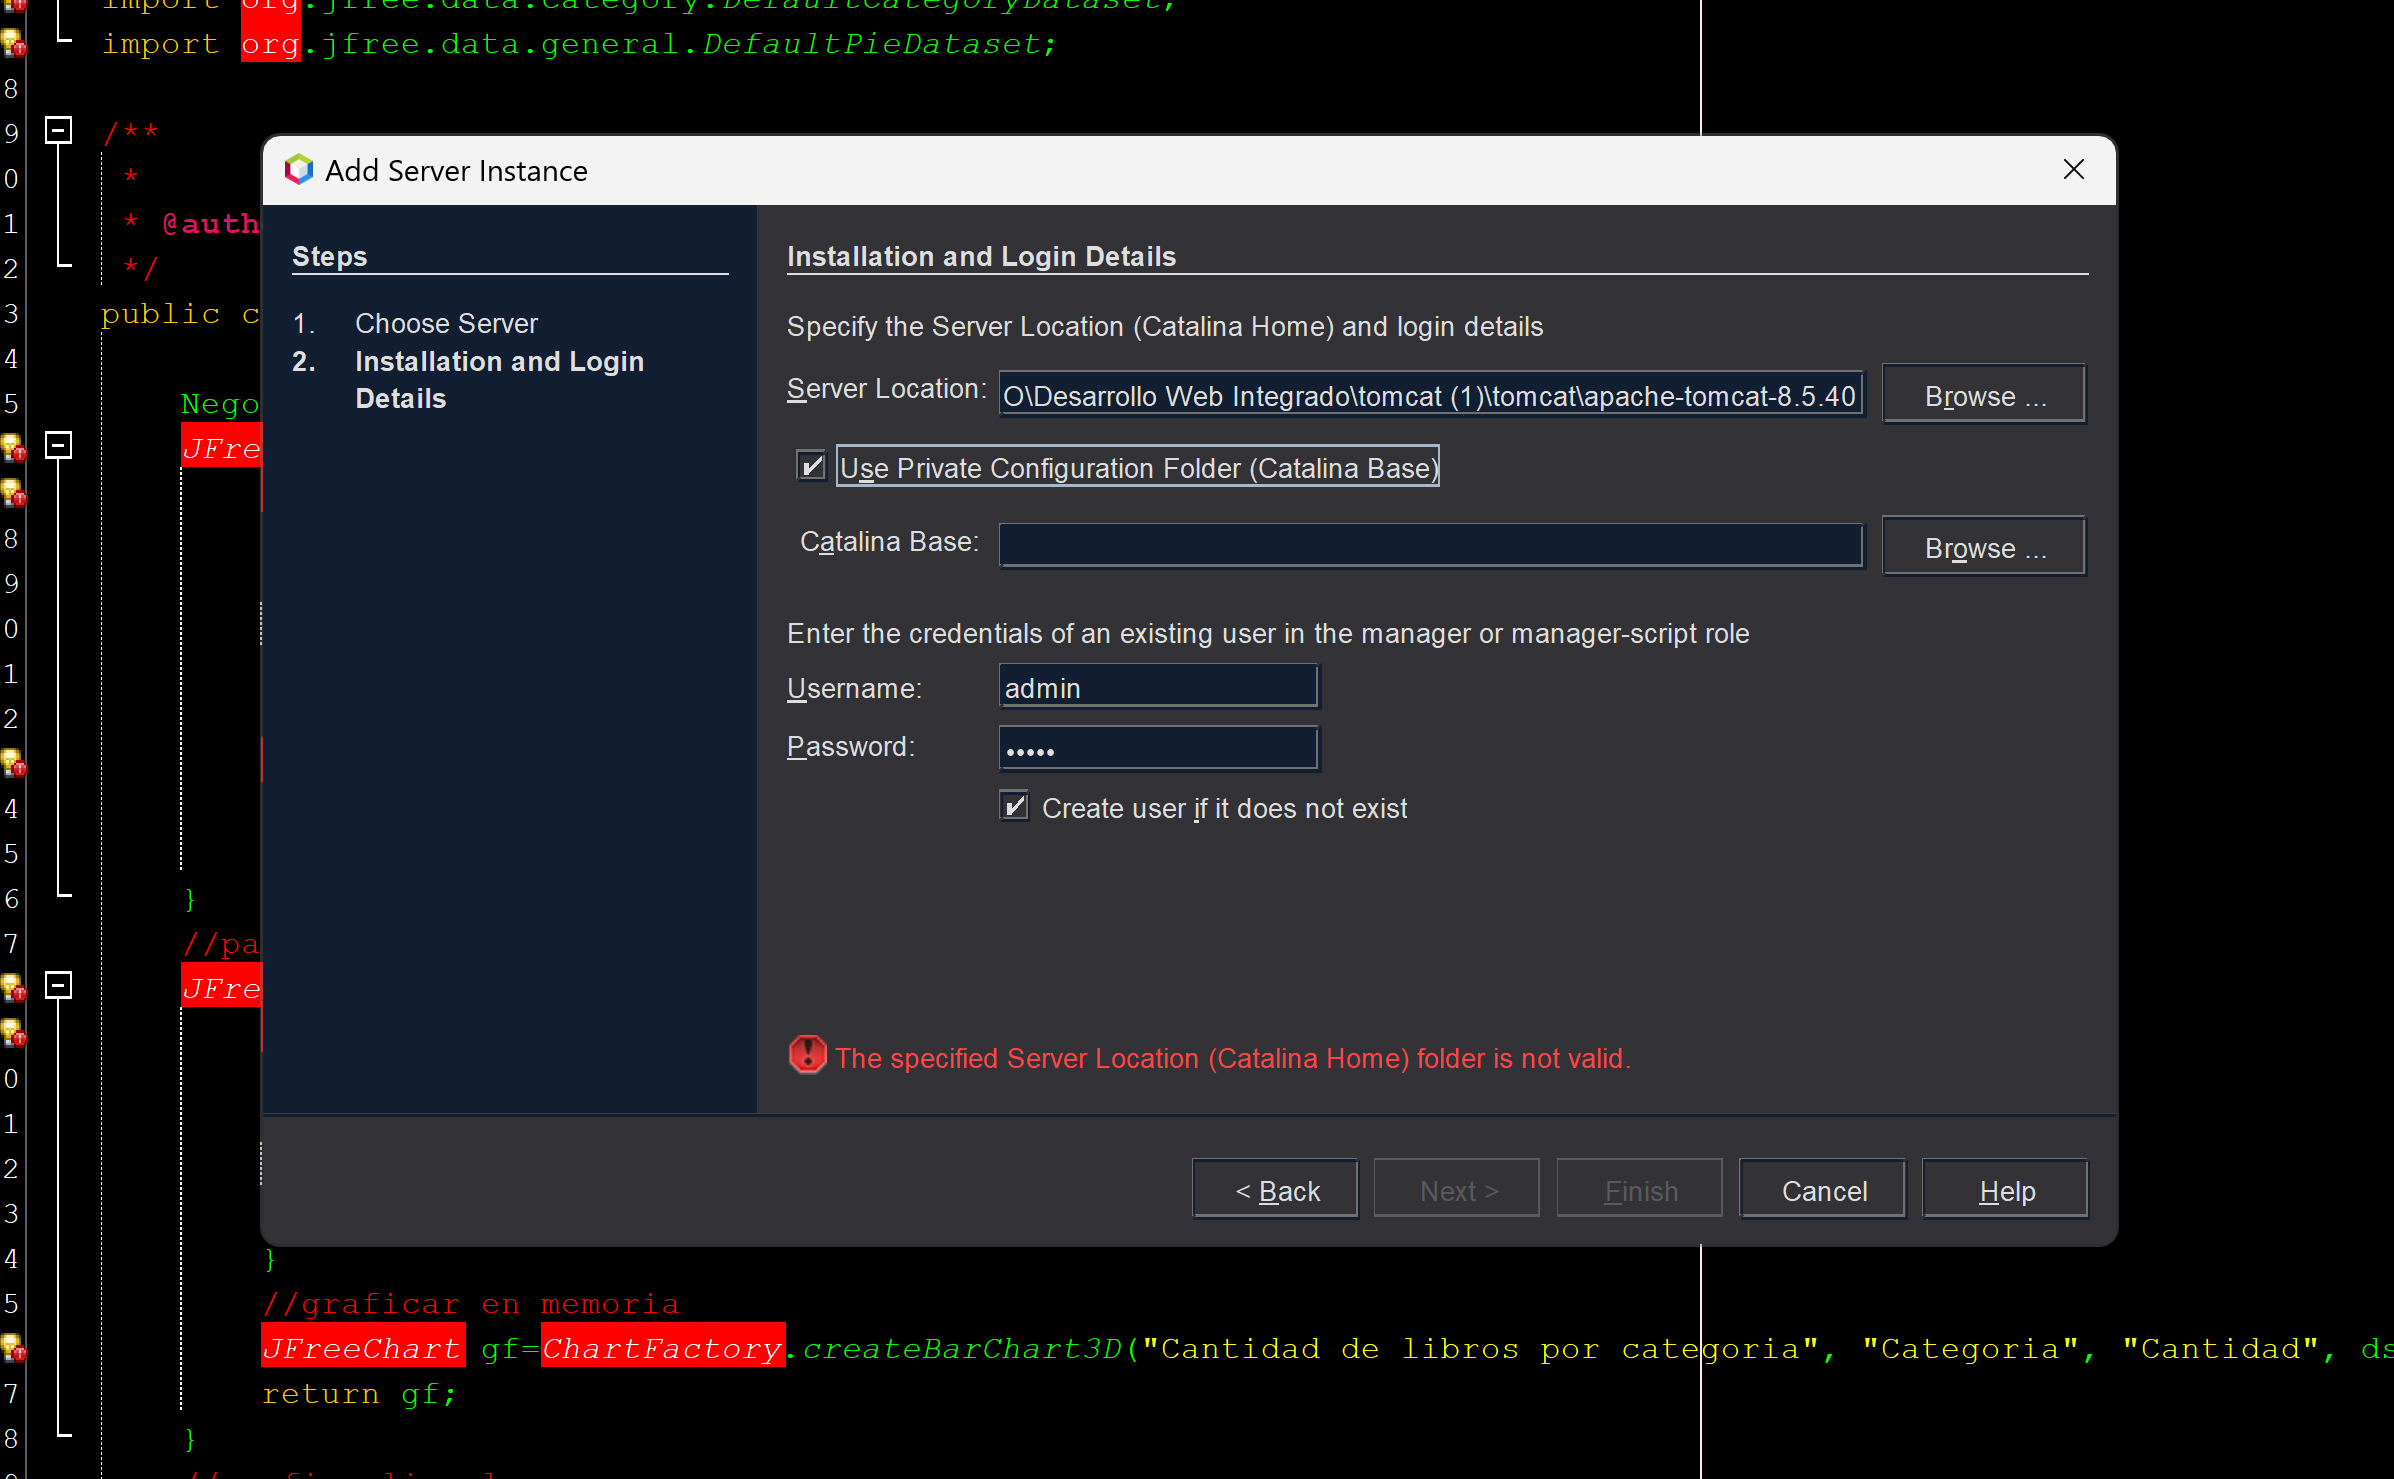 import org.jfree.data.category.DefaultCategoryDataset;
import org.jfree.data.general.DefaultPieDataset;
8
9 /**
0 *
1 * @auth
2 */
3 public c
4
5 Nego
JFre
8
9
0
1
2
4
5
6 }
7 //pa
JFre
0
1
2
3
4 }
5 //graficar en memoria
JFreeChart gf=ChartFactory.createBarChart3D("Cantidad de libros por categoria", "Categoria", "Cantidad", ds
7 return gf;
8 }
Add Server Instance
Steps
1. Choose Server
2. Installation and Login
Details
Installation and Login Details
Specify the Server Location (Catalina Home) and login details
Server Location: O\Desarrollo Web Integrado\tomcat (1)\tomcat\apache-tomcat-8.5.40 Browse ...
Use Private Configuration Folder (Catalina Base)
Catalina Base: Browse ...
Enter the credentials of an existing user in the manager or manager-script role
Username: admin
Password: •••••
Create user if it does not exist
The specified Server Location (Catalina Home) folder is not valid.
< Back Next > Finish Cancel Help